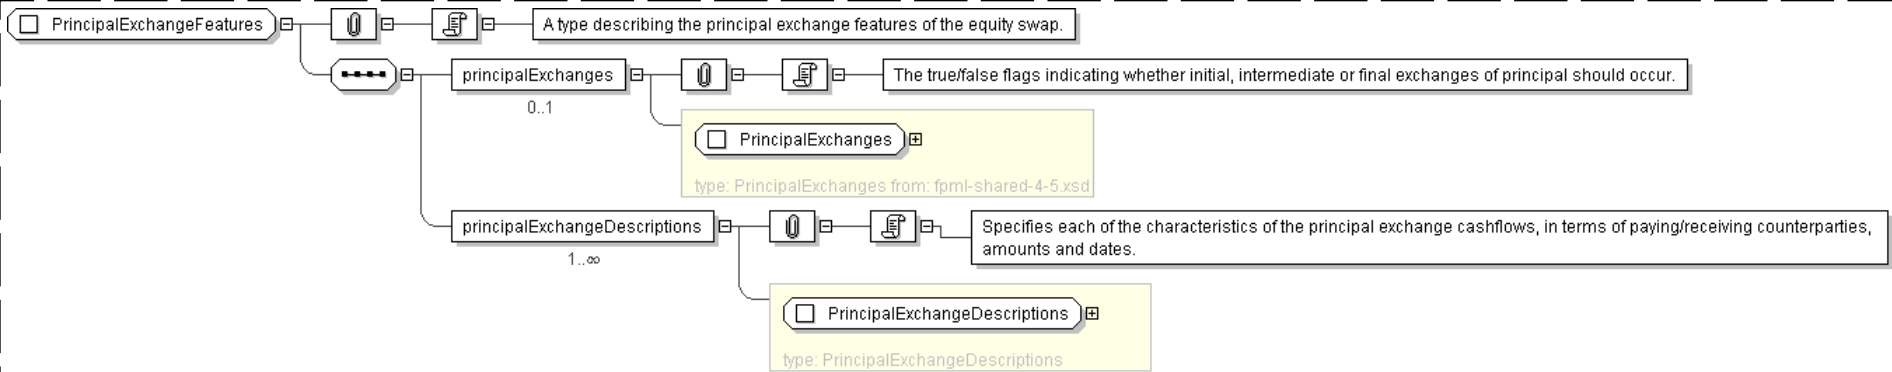 PrincipalExchangeFeatures
A type describing the principal exchange features of the equity swap.
principalExchanges
The true/false flags indicating whether initial, intermediate or final exchanges of principal should occur.
0..1
PrincipalExchanges
type: PrincipalExchanges from: fpml-shared-4-5.xsd
principalExchangeDescriptions
Specifies each of the characteristics of the principal exchange cashflows, in terms of paying/receiving counterparties,
amounts and dates.
1..∞
PrincipalExchangeDescriptions
type: PrincipalExchangeDescriptions